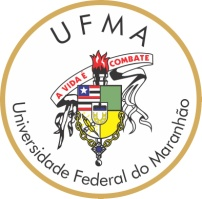 UFMA
A VIDA É COMBATE
Universidade Federal do Maranhão